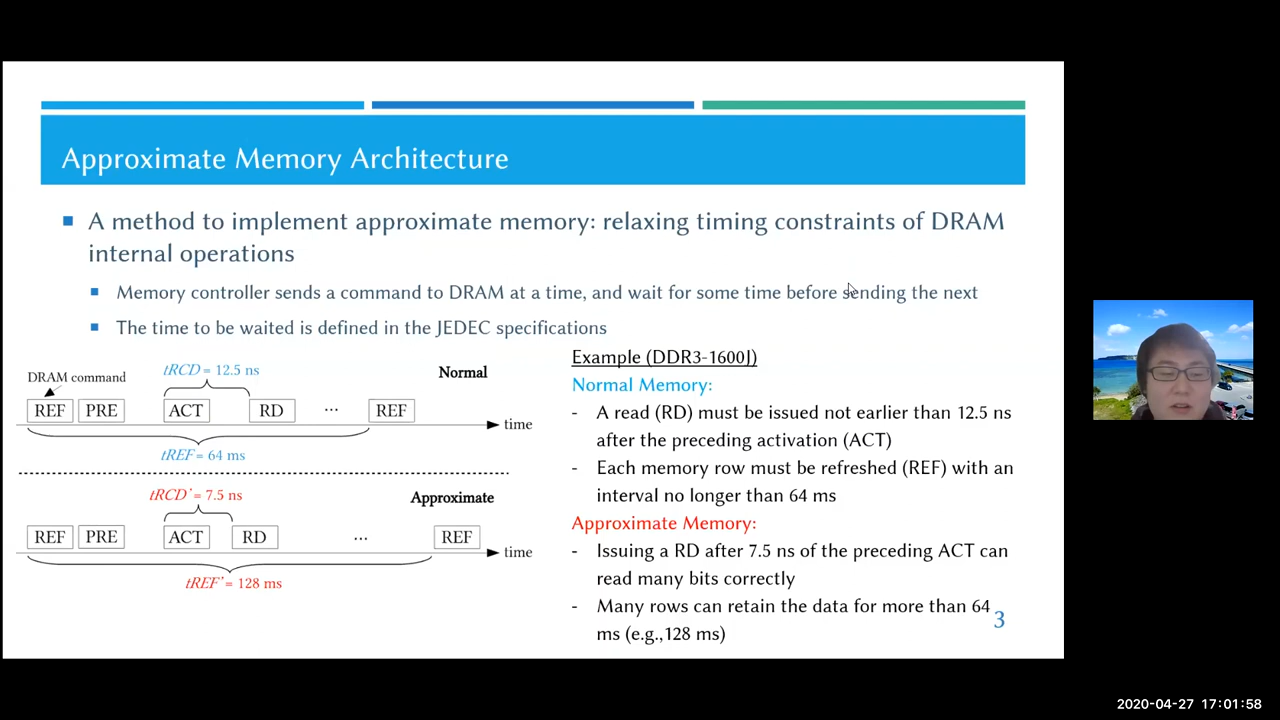 Approximate Memory Architecture
A method to implement approximate memory: relaxing timing constraints of DRAM
internal operations
Memory controller sends a command to DRAM at a time, and wait for some time before sending the next
The time to be waited is defined in the JEDEC specifications
DRAM command
tRCD = 12.5 ns
Normal
REF PRE ACT RD ... REF
time
tREF = 64 ms
tRCD' = 7.5 ns
Approximate
REF PRE ACT RD ... REF
time
tREF' = 128 ms
Example (DDR3-1600J)
Normal Memory:
- A read (RD) must be issued not earlier than 12.5 ns
after the preceding activation (ACT)
- Each memory row must be refreshed (REF) with an
interval no longer than 64 ms
Approximate Memory:
- Issuing a RD after 7.5 ns of the preceding ACT can
read many bits correctly
- Many rows can retain the data for more than 64
ms (e.g.,128 ms)
3
2020-04-27 17:01:58